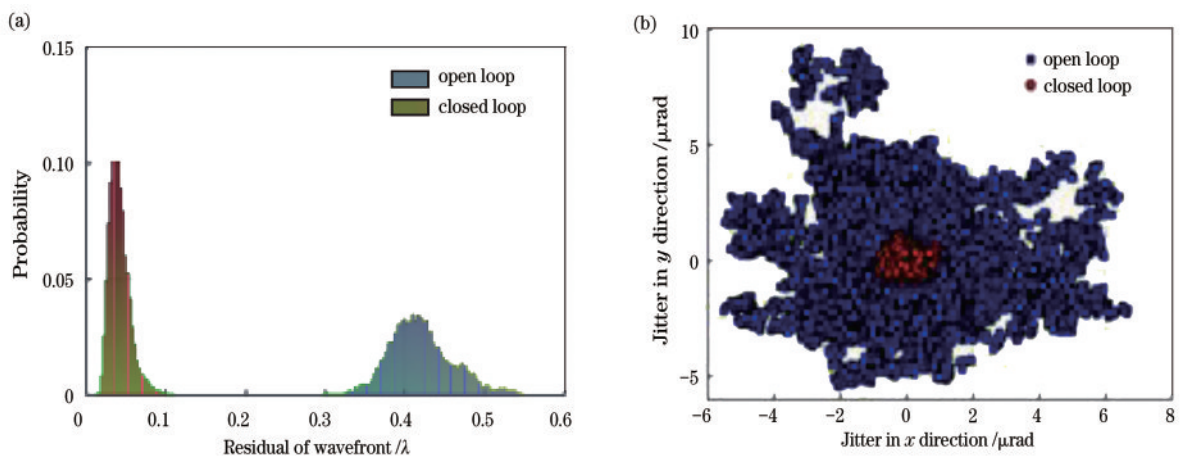 (a)
0.15
0.10
0.05
0
Probability
open loop
closed loop
0 0.1 0.2 0.3 0.4 0.5 0.6
Residual of wavefront /λ
(b)
10
5
0
−5
Jitter in y direction /μrad
open loop
closed loop
−6 −4 −2 0 2 4 6 8
Jitter in x direction /μrad